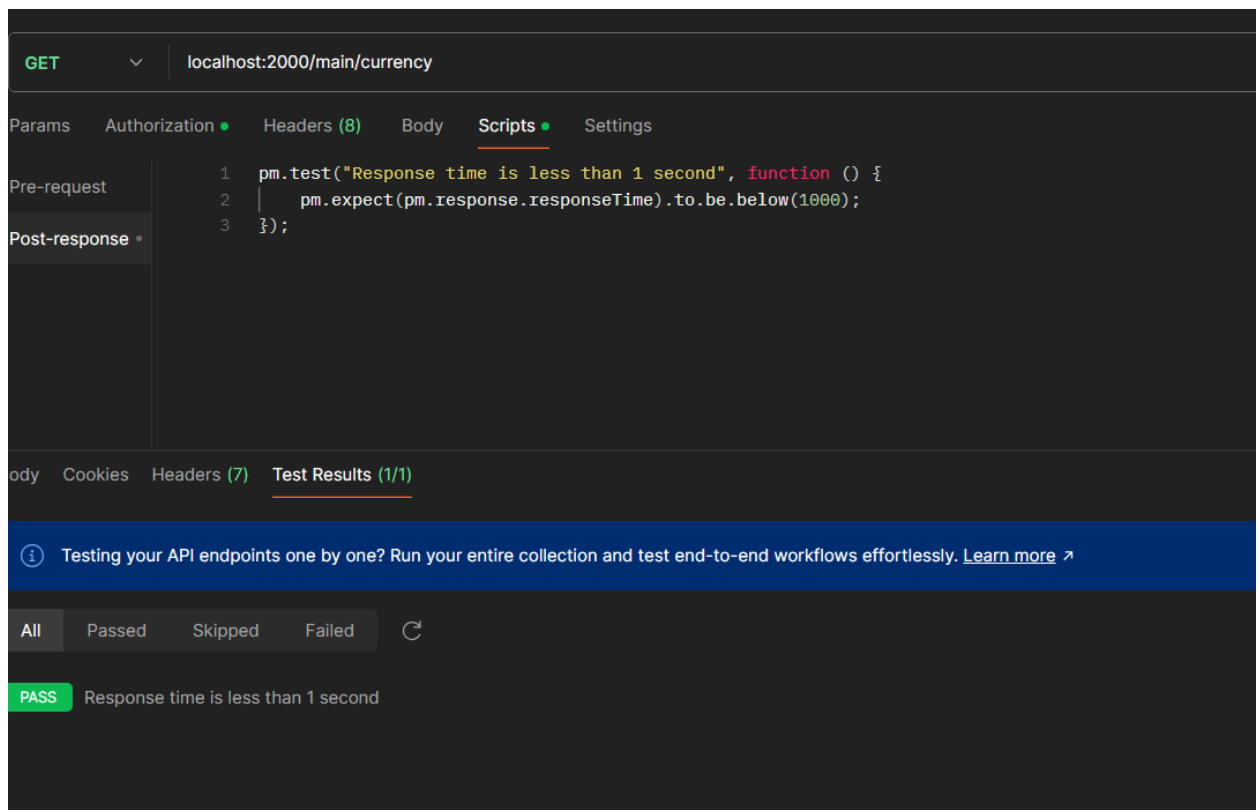 GET localhost:2000/main/currency
Params Authorization Headers (8) Body Scripts Settings
Pre-request
Post-response
1 pm.test("Response time is less than 1 second", function () {
2 pm.expect(pm.response.responseTime).to.be.below(1000);
3 });
ody Cookies Headers (7) Test Results (1/1)
Testing your API endpoints one by one? Run your entire collection and test end-to-end workflows effortlessly. Learn more ↗
All Passed Skipped Failed
PASS Response time is less than 1 second